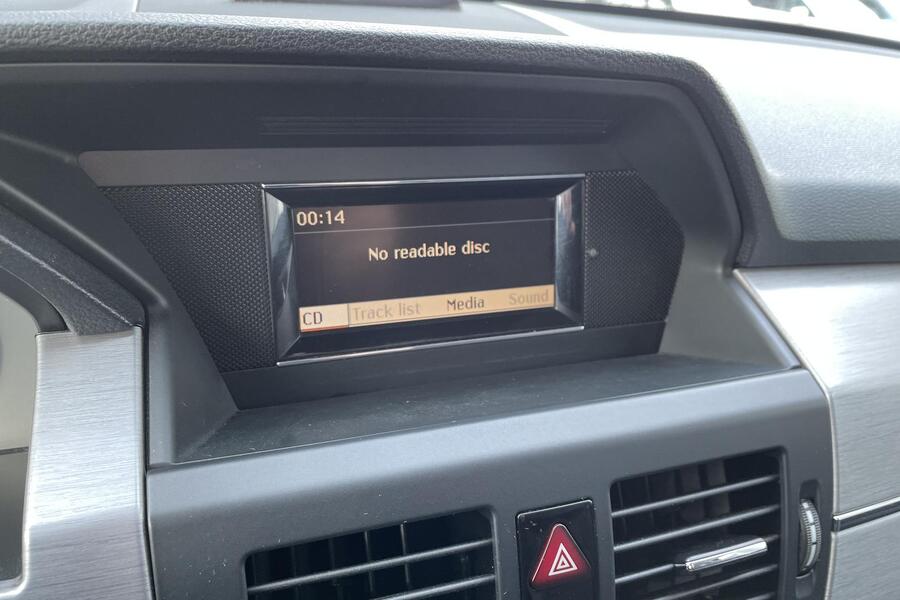 00:14
No readable disc
CD Track list Media Sound